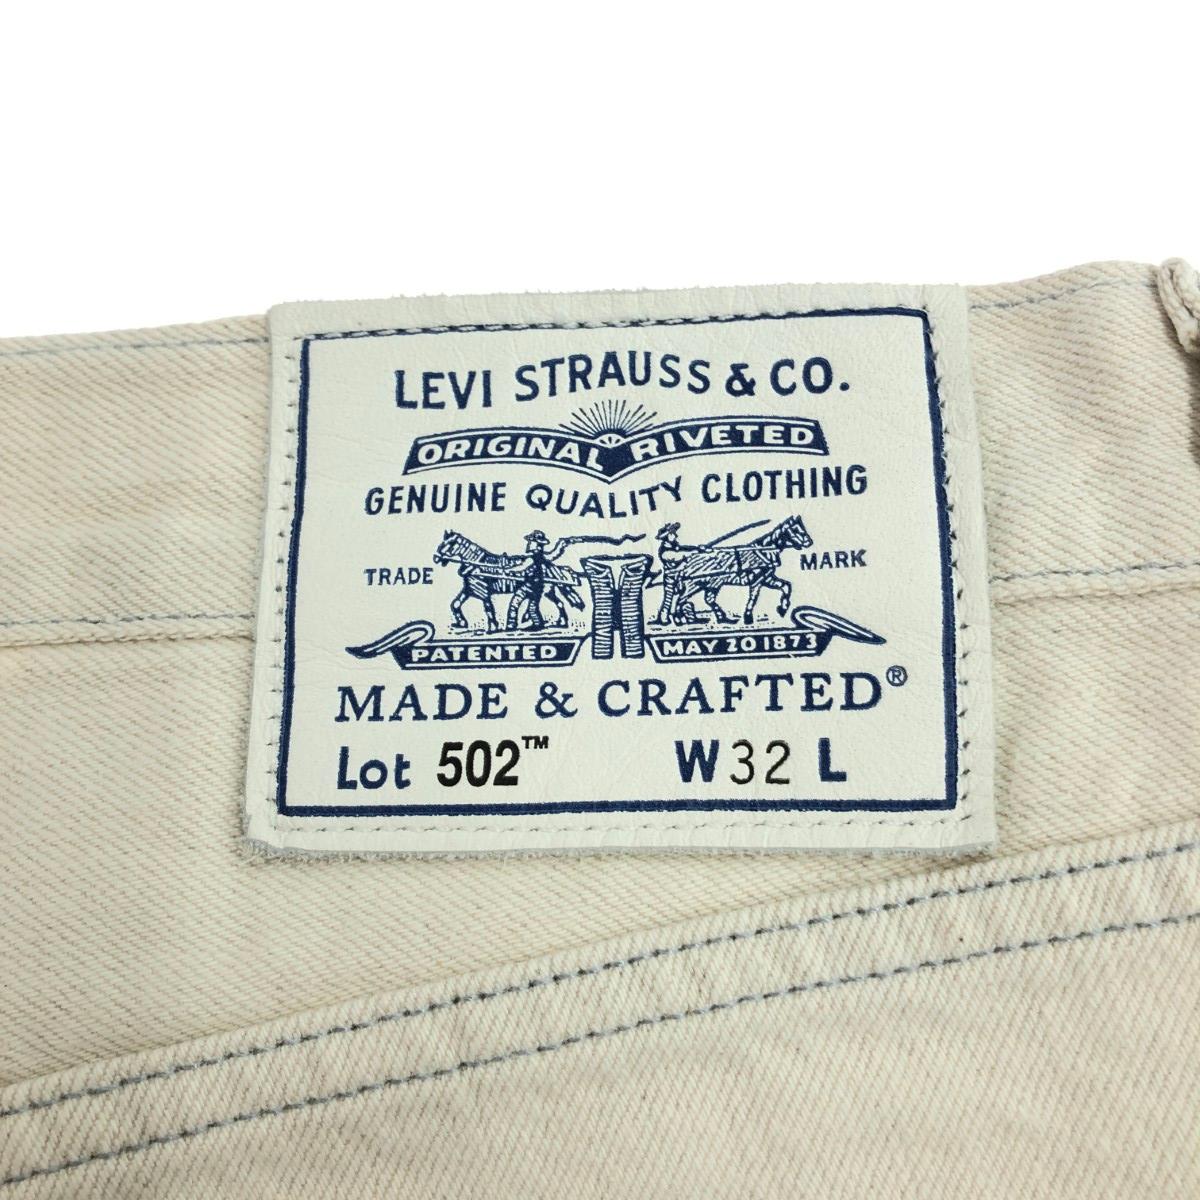 LEVI STRAUSS & CO.
ORIGINAL RIVETED
GENUINE QUALITY CLOTHING
TRADE MARK
PATENTED MAY 20 1873
MADE & CRAFTED®
Lot 502™ W32 L